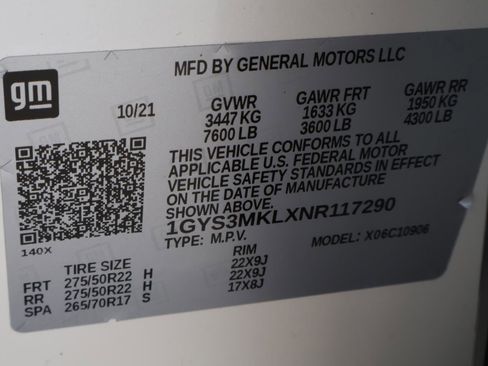 gm
MFD BY GENERAL MOTORS LLC
10/21 GVWR GAWR FRT GAWR RR
3447 KG 1633 KG 1950 KG
7600 LB 3600 LB 4300 LB
THIS VEHICLE CONFORMS TO ALL
APPLICABLE U.S. FEDERAL MOTOR
VEHICLE SAFETY STANDARDS IN EFFECT
ON THE DATE OF MANUFACTURE
SHOWN ABOVE.
1GYS3MKLXNR117290
TYPE: M.P.V. MODEL: X06C10906
140X
TIRE SIZE RIM
FRT 275/50R22 H 22X9J
RR 275/50R22 H 22X9J
SPA 265/70R17 S 17X8J